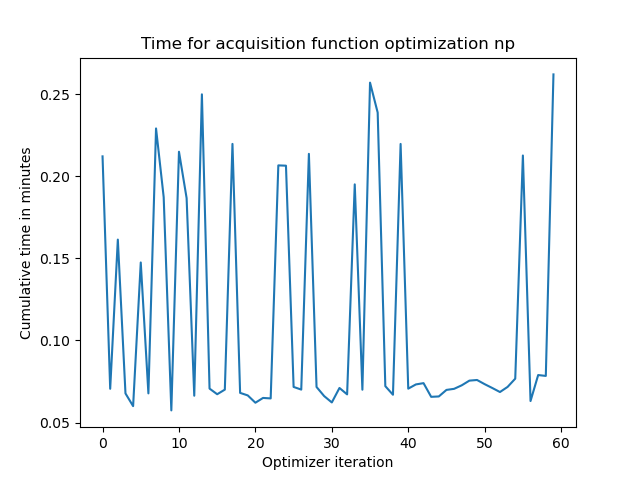 Time for acquisition function optimization np
Cumulative time in minutes
0.25
0.20
0.15
0.10
0.05
0 10 20 30 40 50 60
Optimizer iteration